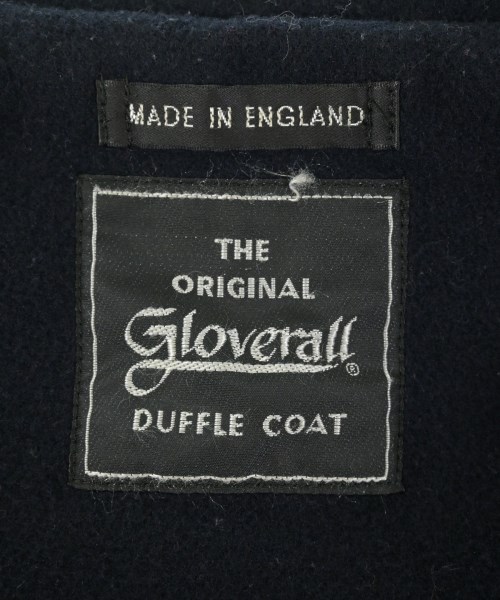 MADE IN ENGLAND
THE
ORIGINAL
Gloverall®
DUFFLE COAT